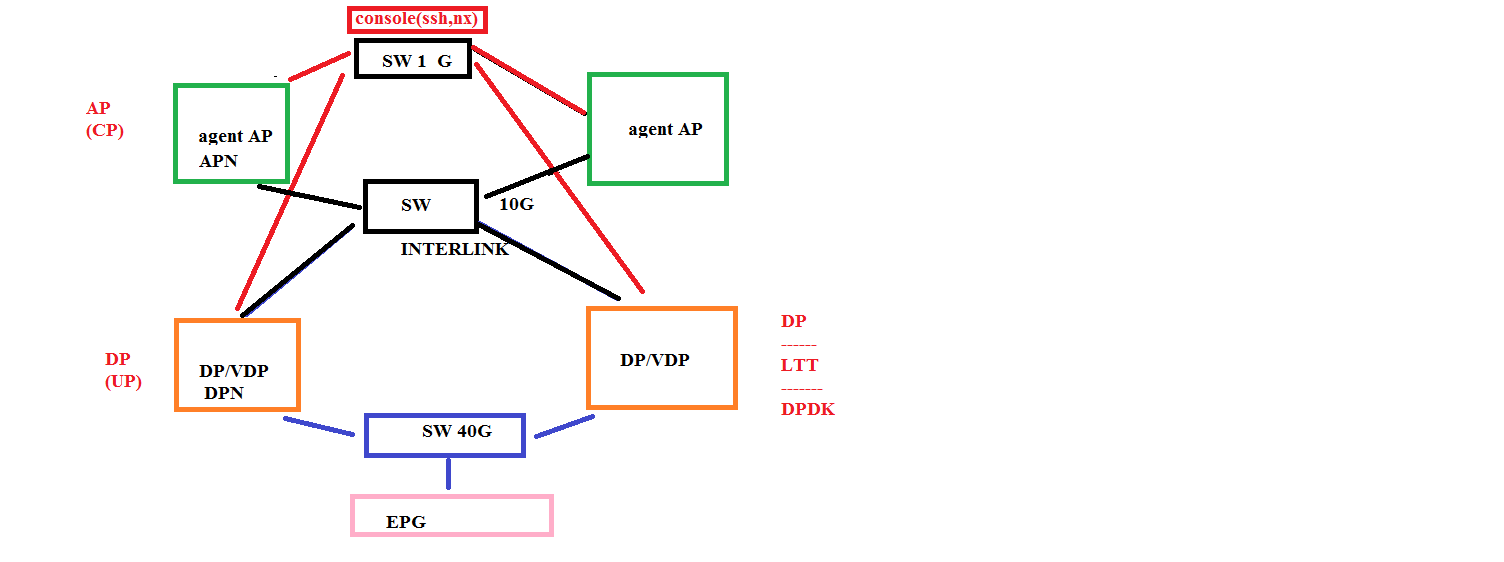 console(ssh,nx)
SW 1 G
AP
(CP)
agent AP
APN
agent AP
SW
10G
INTERLINK
DP
(UP)
DP/VDP
DPN
DP/VDP
DP
------
LTT
-------
DPDK
SW 40G
EPG